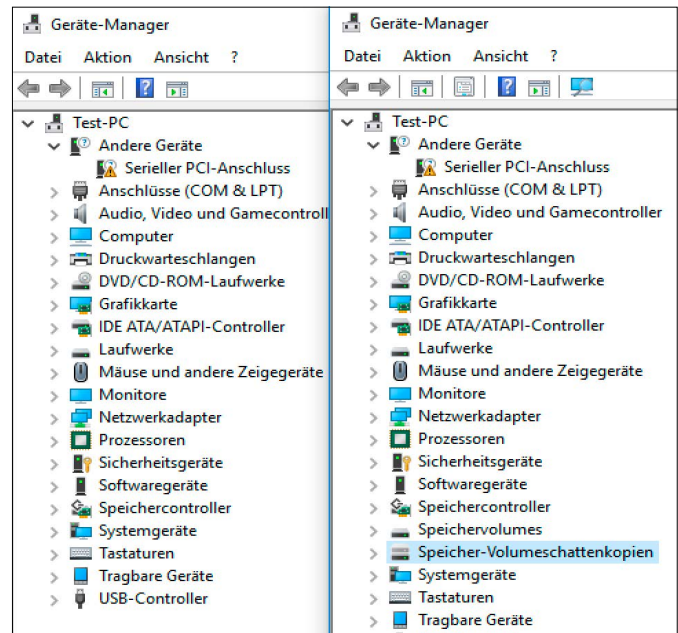 Geräte-Manager
Datei Aktion Ansicht ?
Test-PC
Andere Geräte
Serieller PCI-Anschluss
Anschlüsse (COM & LPT)
Audio, Video und Gamecontroll
Computer
Druckwarteschlangen
DVD/CD-ROM-Laufwerke
Grafikkarte
IDE ATA/ATAPI-Controller
Laufwerke
Mäuse und andere Zeigegeräte
Monitore
Netzwerkadapter
Prozessoren
Sicherheitsgeräte
Softwaregeräte
Speichercontroller
Systemgeräte
Tastaturen
Tragbare Geräte
USB-Controller
Geräte-Manager
Datei Aktion Ansicht ?
Test-PC
Andere Geräte
Serieller PCI-Anschluss
Anschlüsse (COM & LPT)
Audio, Video und Gamecontroller
Computer
Druckwarteschlangen
DVD/CD-ROM-Laufwerke
Grafikkarte
IDE ATA/ATAPI-Controller
Laufwerke
Mäuse und andere Zeigegeräte
Monitore
Netzwerkadapter
Prozessoren
Sicherheitsgeräte
Softwaregeräte
Speichercontroller
Speichervolumes
Speicher-Volumeschattenkopien
Systemgeräte
Tastaturen
Tragbare Geräte